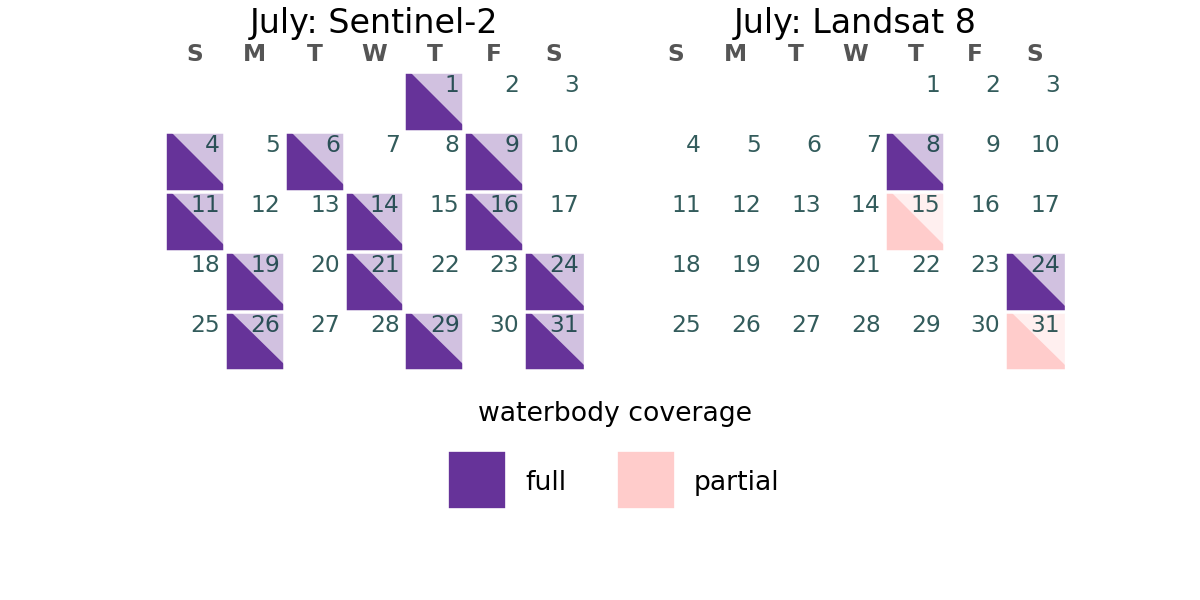 July: Sentinel-2
S M T W T F S
1 2 3
4 5 6 7 8 9 10
11 12 13 14 15 16 17
18 19 20 21 22 23 24
25 26 27 28 29 30 31
July: Landsat 8
S M T W T F S
1 2 3
4 5 6 7 8 9 10
11 12 13 14 15 16 17
18 19 20 21 22 23 24
25 26 27 28 29 30 31
waterbody coverage
full partial